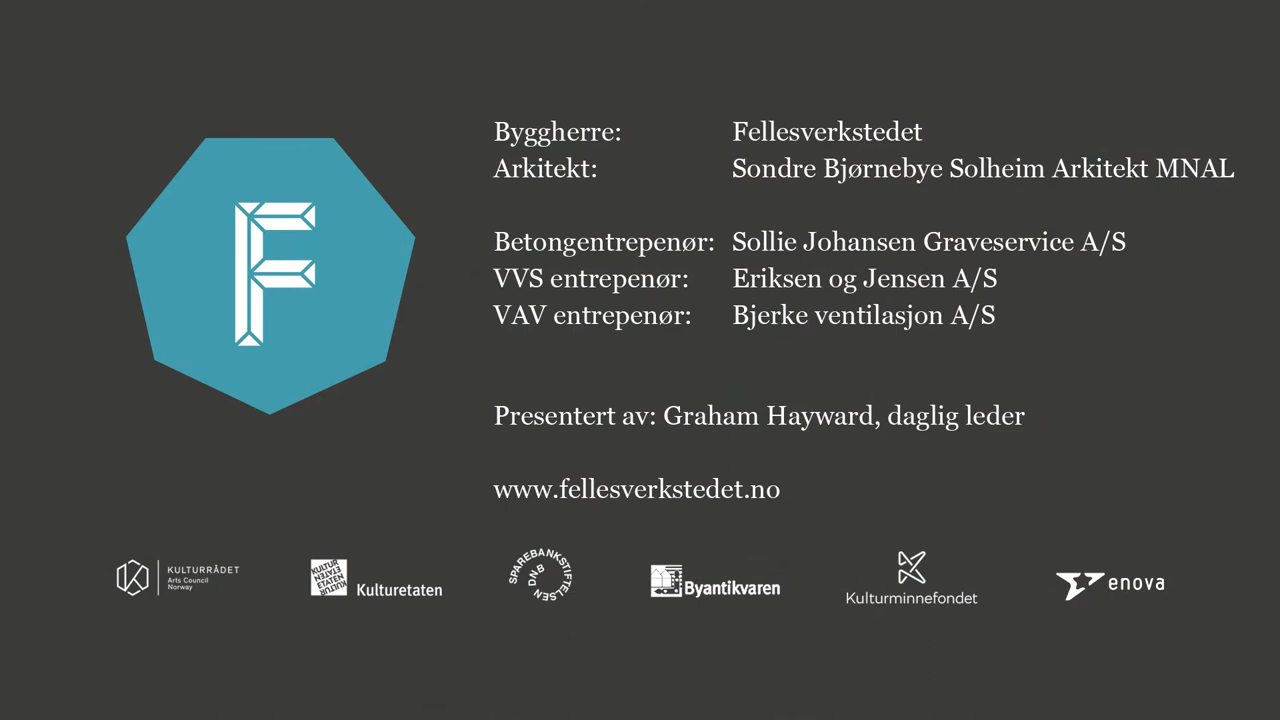 F
Byggherre: Fellesverkstedet
Arkitekt: Sondre Bjørnebye Solheim Arkitekt MNAL
Betongentrepenør: Sollie Johansen Graveservice A/S
VVS entrepenør: Eriksen og Jensen A/S
VAV entrepenør: Bjerke ventilasjon A/S
Presentert av: Graham Hayward, daglig leder
www.fellesverkstedet.no
KULTURRÅDET
Arts Council
Norway
KULTUR
ETATEN
Kulturetaten
SPAREBANKSTIFTELSEN
DNB
Byantikvaren
Kulturminnefondet
enova